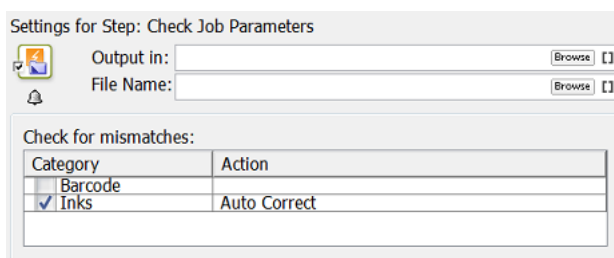 Settings for Step: Check Job Parameters
Output in: Browse []
File Name: Browse []
Check for mismatches:
Category Action
Barcode
Inks Auto Correct